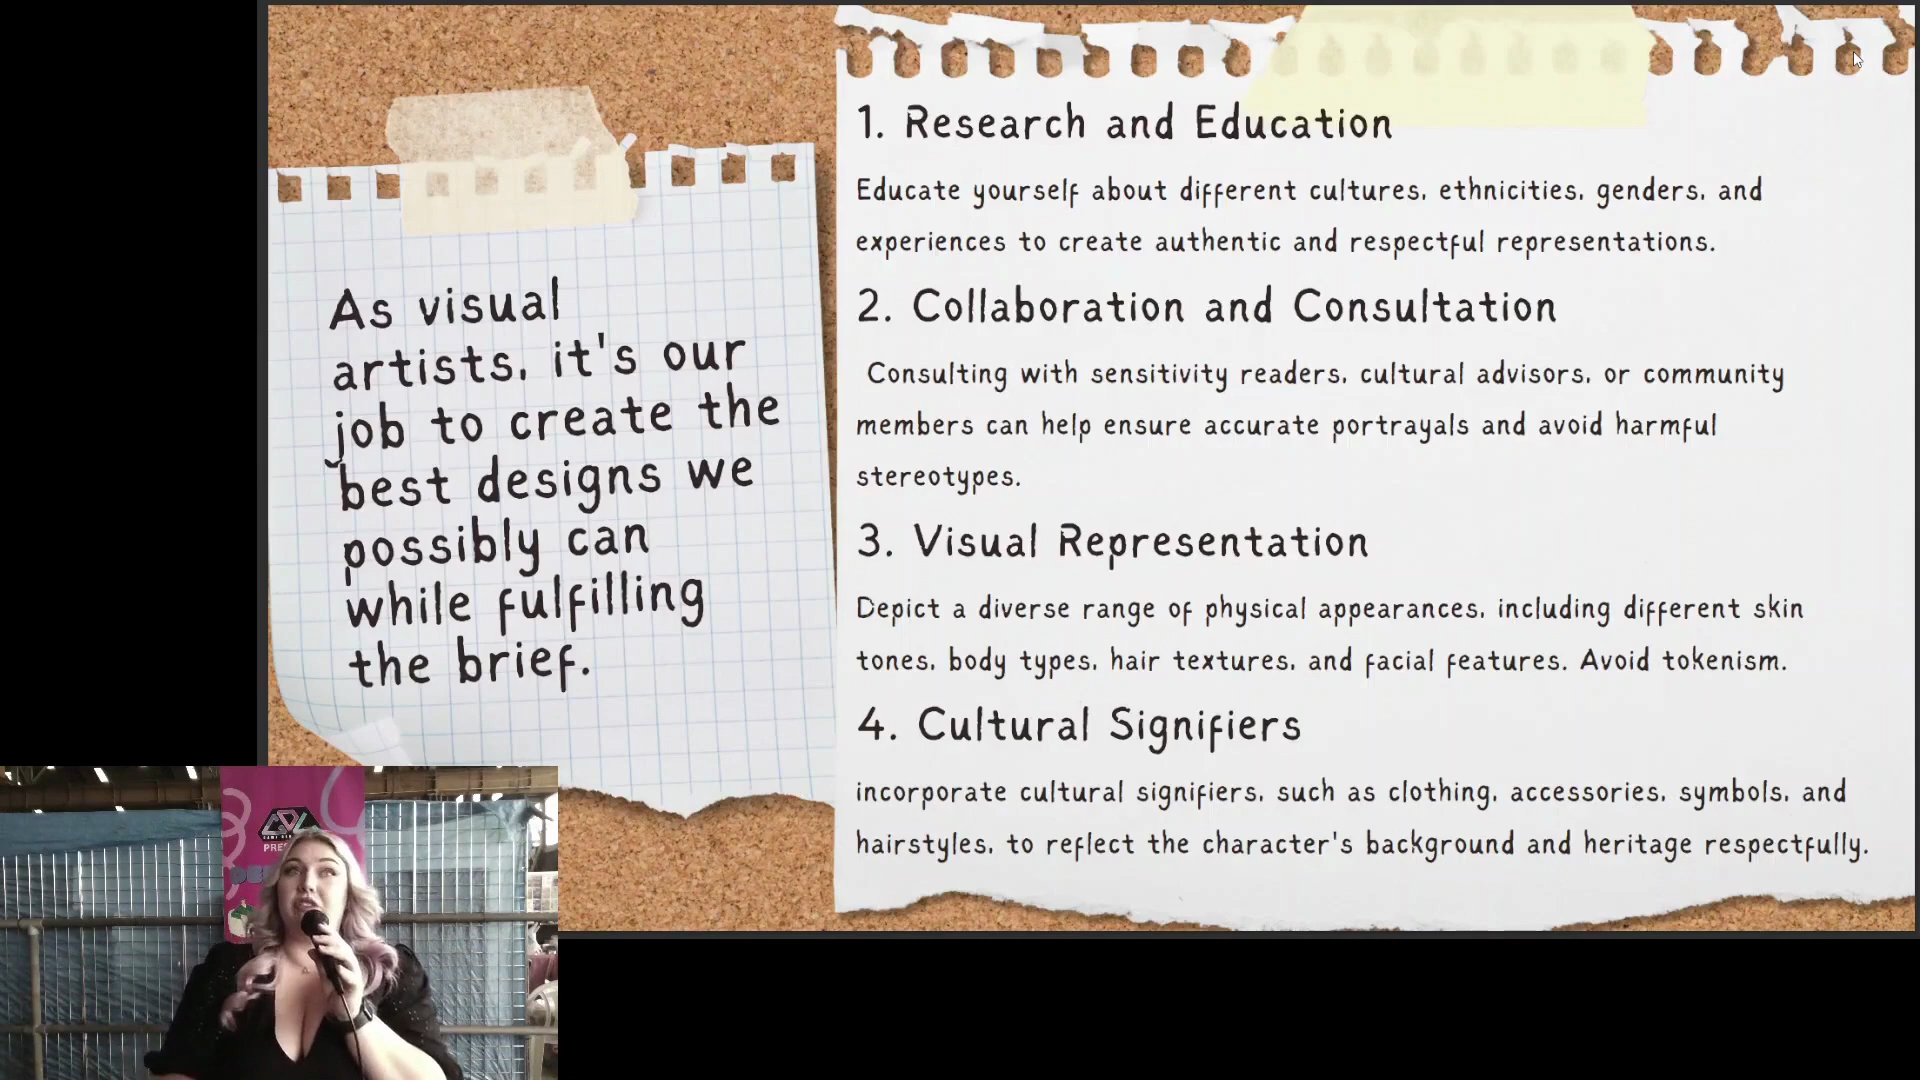 As visual
artists, it's our
job to create the
best designs we
possibly can
while fulfilling
the brief.
1. Research and Education
Educate yourself about different cultures, ethnicities, genders, and
experiences to create authentic and respectful representations.
2. Collaboration and Consultation
Consulting with sensitivity readers, cultural advisors, or community
members can help ensure accurate portrayals and avoid harmful
stereotypes.
3. Visual Representation
Depict a diverse range of physical appearances, including different skin
tones, body types, hair textures, and facial features. Avoid tokenism.
4. Cultural Signifiers
incorporate cultural signifiers, such as clothing, accessories, symbols, and
hairstyles, to reflect the character's background and heritage respectfully.